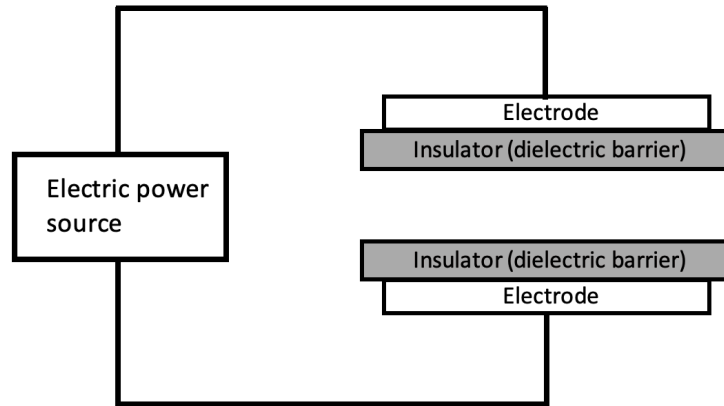 Electrode
Insulator (dielectric barrier)
Electric power
source
Insulator (dielectric barrier)
Electrode